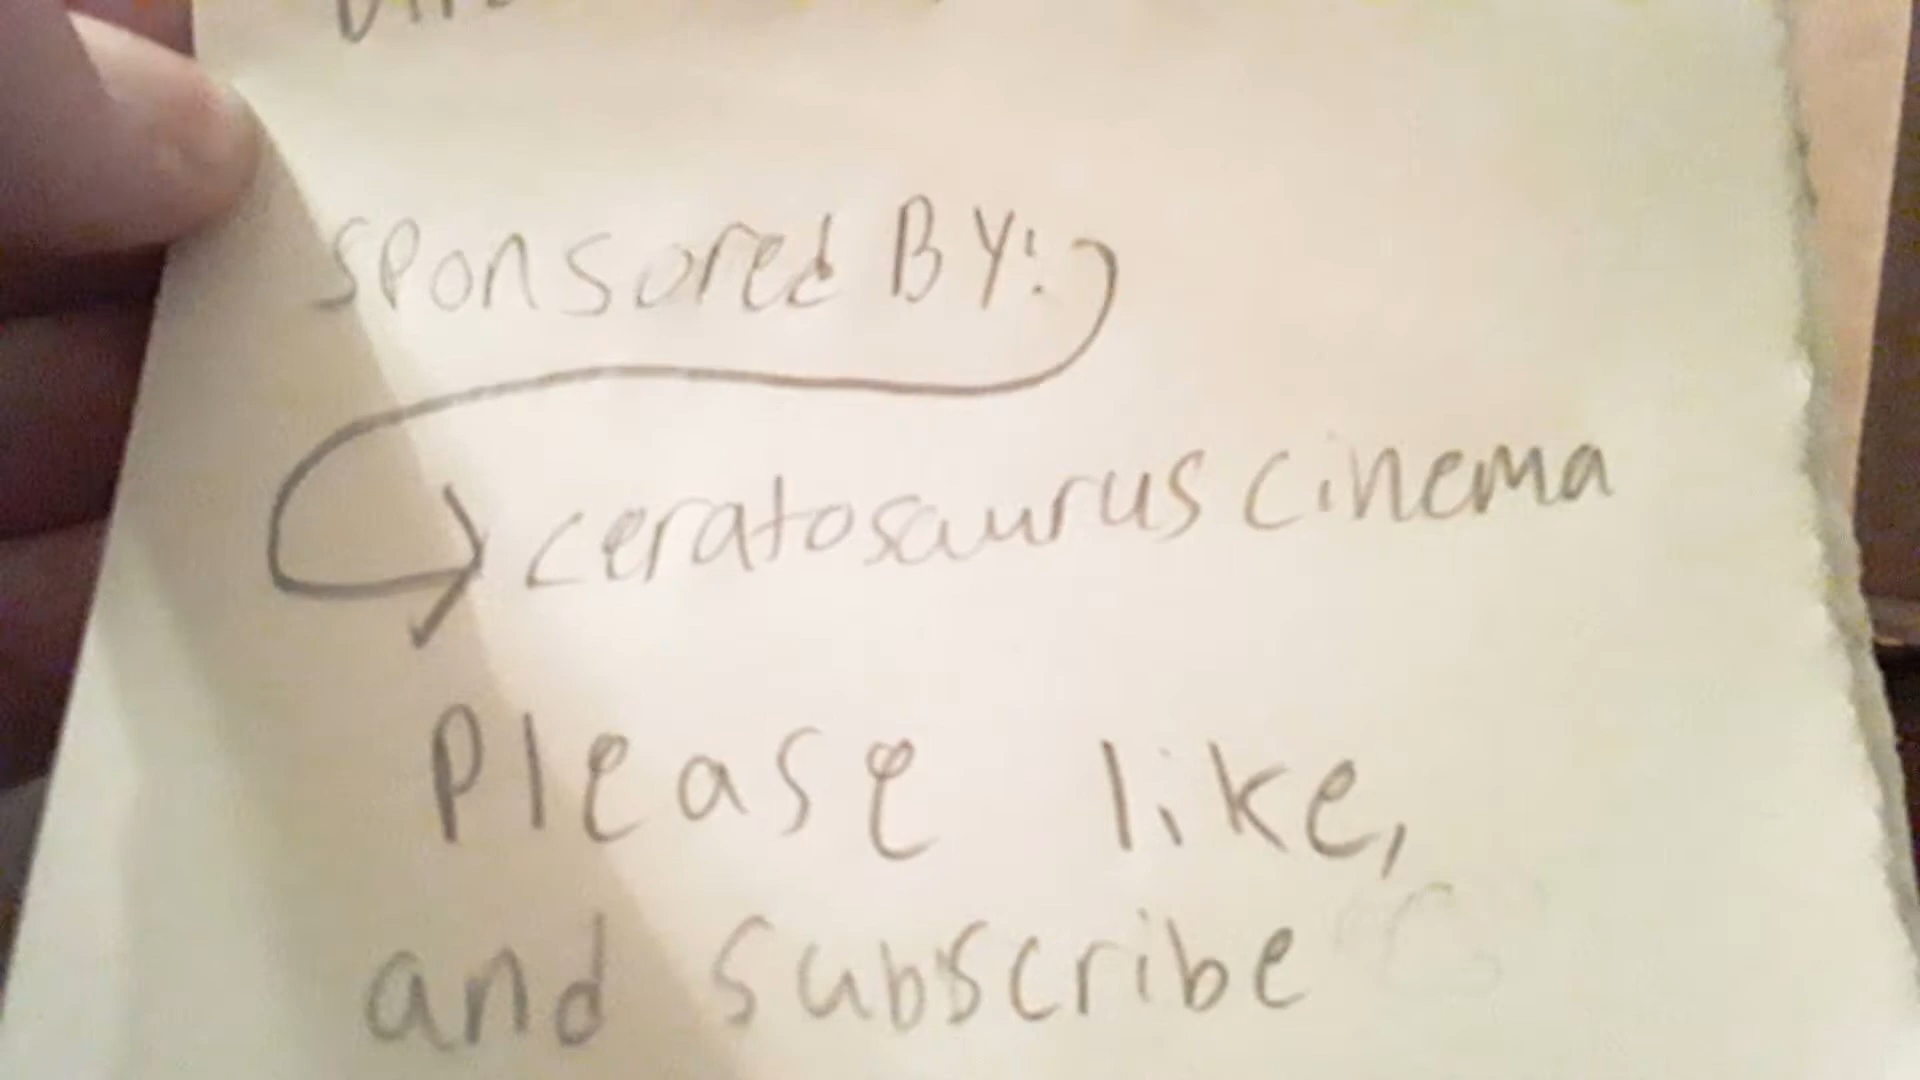 sponsored BY:
ceratosaurus cinema
Please like,
and subscribe